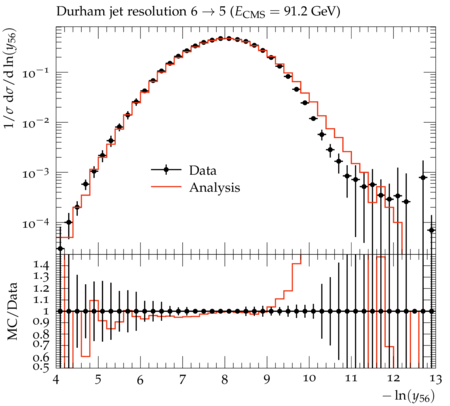 Durham jet resolution 6 → 5 (E_CMS = 91.2 GeV)
1/σ dσ/d ln(y_56)
10^−1
10^−2
10^−3
10^−4
Data
Analysis
MC/Data
1.4
1.3
1.2
1.1
1
0.9
0.8
0.7
0.6
0.5
4 5 6 7 8 9 10 11 12 13
− ln(y_56)